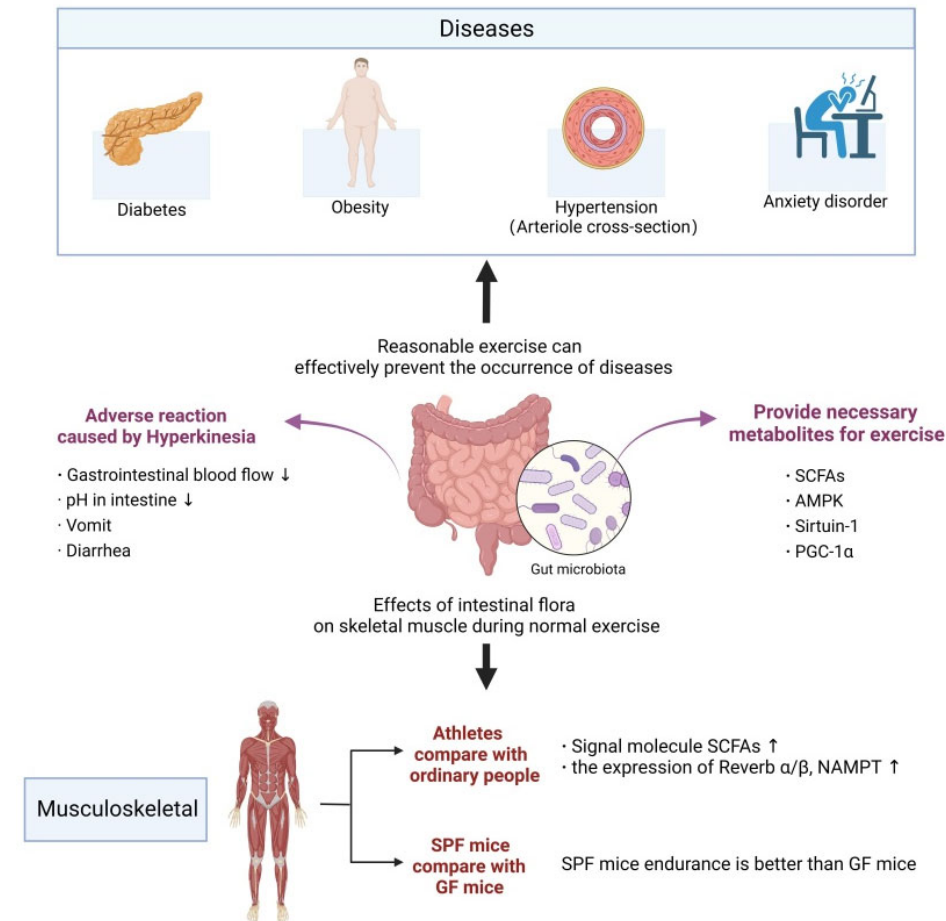 Diseases
Diabetes
Obesity
Hypertension
(Arteriole cross-section)
Anxiety disorder
Reasonable exercise can
effectively prevent the occurrence of diseases
Adverse reaction
caused by Hyperkinesia
· Gastrointestinal blood flow ↓
· pH in intestine ↓
· Vomit
· Diarrhea
Gut microbiota
Provide necessary
metabolites for exercise
· SCFAs
· AMPK
· Sirtuin-1
· PGC-1α
Effects of intestinal flora
on skeletal muscle during normal exercise
Musculoskeletal
Athletes
compare with
ordinary people
· Signal molecule SCFAs ↑
· the expression of Reverb α/β, NAMPT ↑
SPF mice
compare with
GF mice
SPF mice endurance is better than GF mice